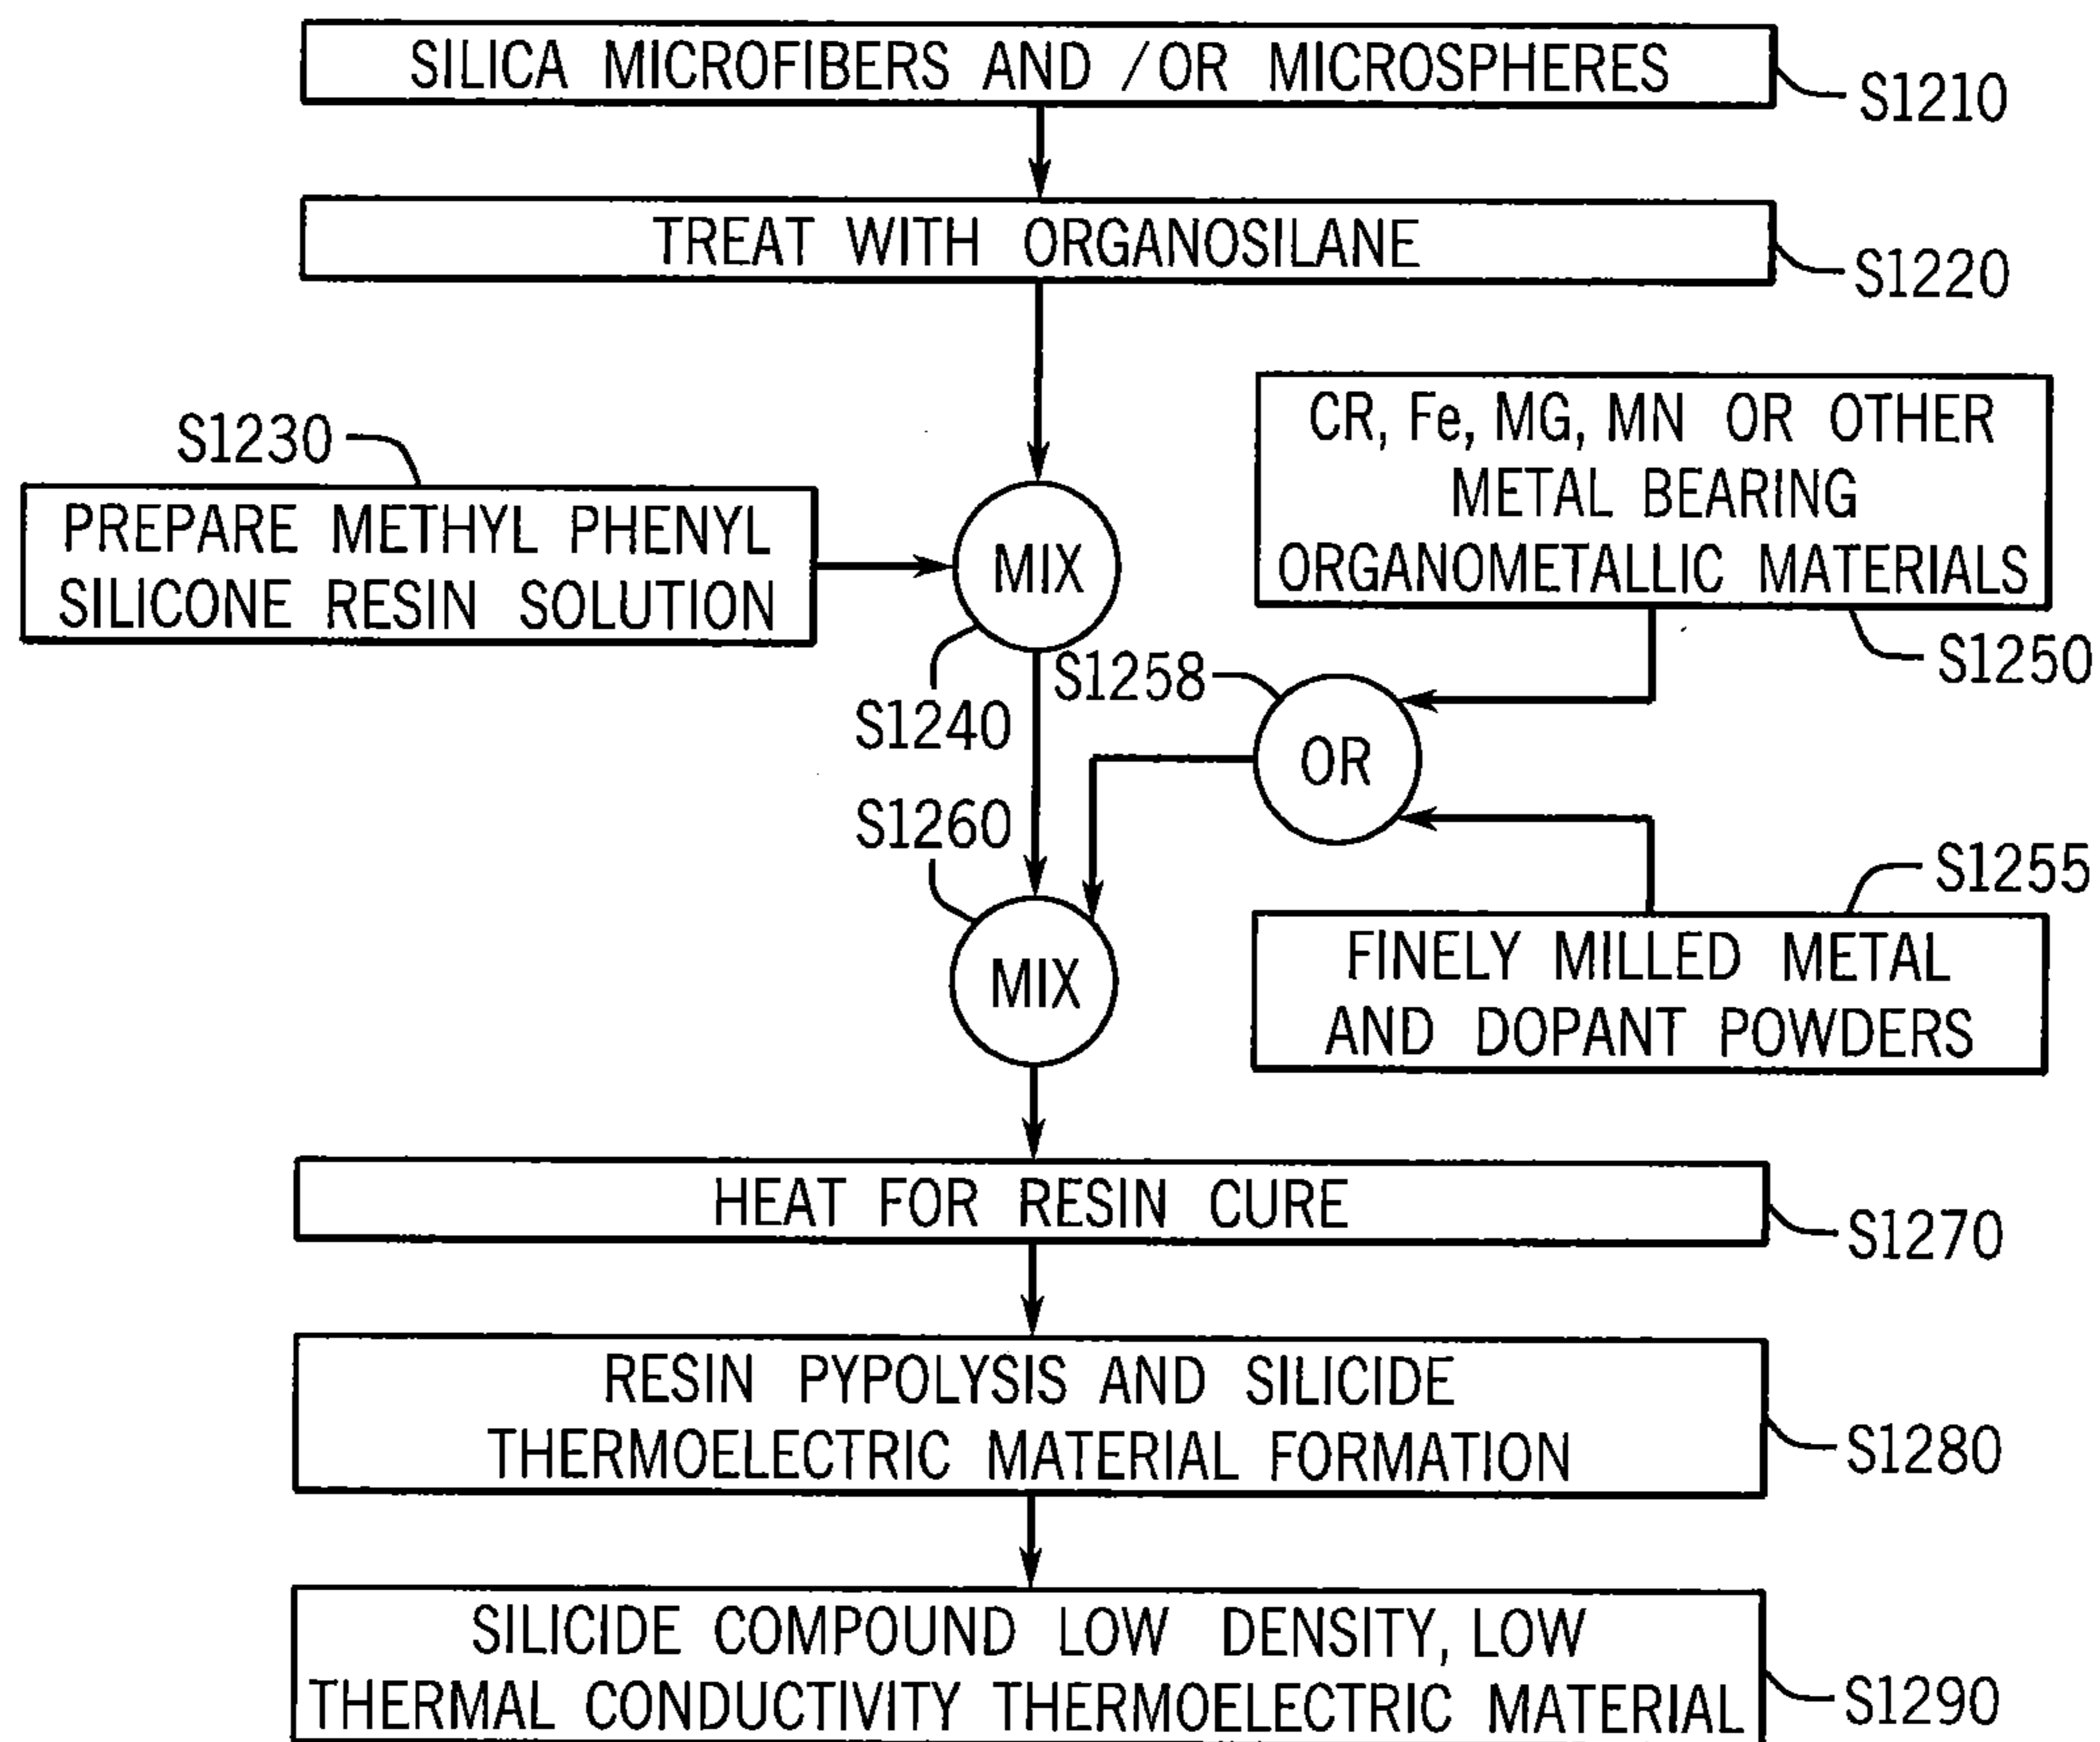 SILICA MICROFIBERS AND /OR MICROSPHERES
S1210
TREAT WITH ORGANOSILANE
S1220
S1230
PREPARE METHYL PHENYL
SILICONE RESIN SOLUTION
MIX
S1240
CR, Fe, MG, MN OR OTHER
METAL BEARING
ORGANOMETALLIC MATERIALS
S1250
S1258
OR
S1255
FINELY MILLED METAL
AND DOPANT POWDERS
S1260
MIX
HEAT FOR RESIN CURE
S1270
RESIN PYPOLYSIS AND SILICIDE
THERMOELECTRIC MATERIAL FORMATION
S1280
SILICIDE COMPOUND LOW DENSITY, LOW
THERMAL CONDUCTIVITY THERMOELECTRIC MATERIAL
S1290